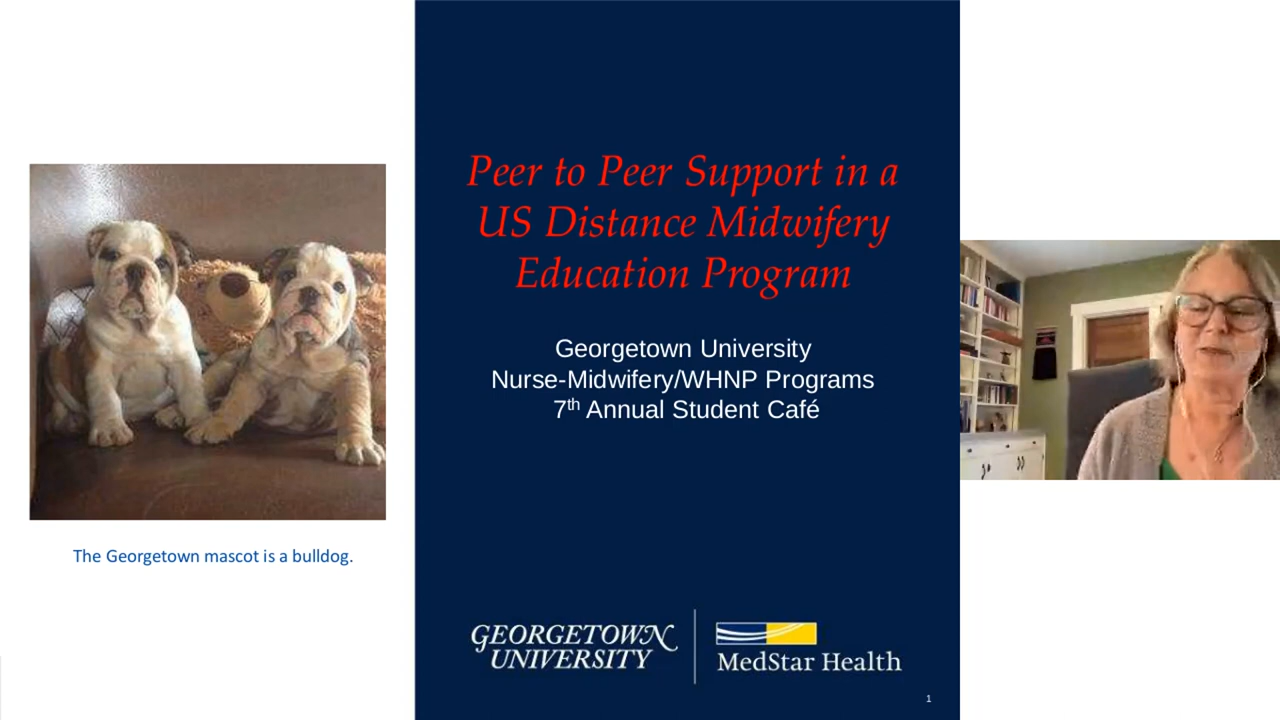 Peer to Peer Support in a
US Distance Midwifery
Education Program
Georgetown University
Nurse-Midwifery/WHNP Programs
7th Annual Student Café
The Georgetown mascot is a bulldog.
GEORGETOWN
UNIVERSITY
MedStar Health
1